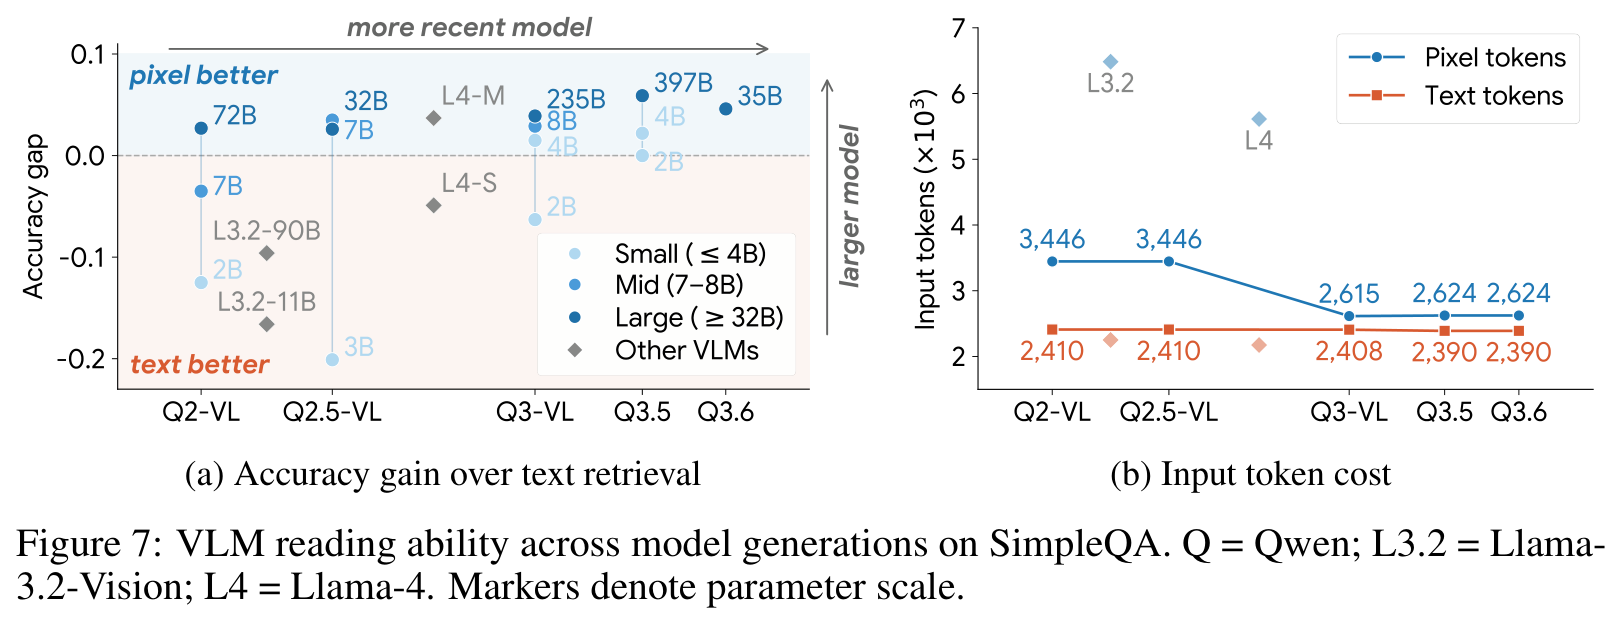 more recent model
0.1
pixel better
72B
32B
7B
L4-M
235B
8B
4B
397B
4B
2B
35B
0.0
7B
L4-S
2B
L3.2-90B
-0.1
2B
L3.2-11B
3B
-0.2
text better
Accuracy gap
larger model
Small ( ≤ 4B)
Mid (7–8B)
Large ( ≥ 32B)
Other VLMs
Q2-VL Q2.5-VL Q3-VL Q3.5 Q3.6
(a) Accuracy gain over text retrieval
7
6
5
4
3
2
Input tokens (×10³)
L3.2
L4
Pixel tokens
Text tokens
3,446 3,446 2,615 2,624 2,624
2,410 2,410 2,408 2,390 2,390
Q2-VL Q2.5-VL Q3-VL Q3.5 Q3.6
(b) Input token cost
Figure 7: VLM reading ability across model generations on SimpleQA. Q = Qwen; L3.2 = Llama-
3.2-Vision; L4 = Llama-4. Markers denote parameter scale.